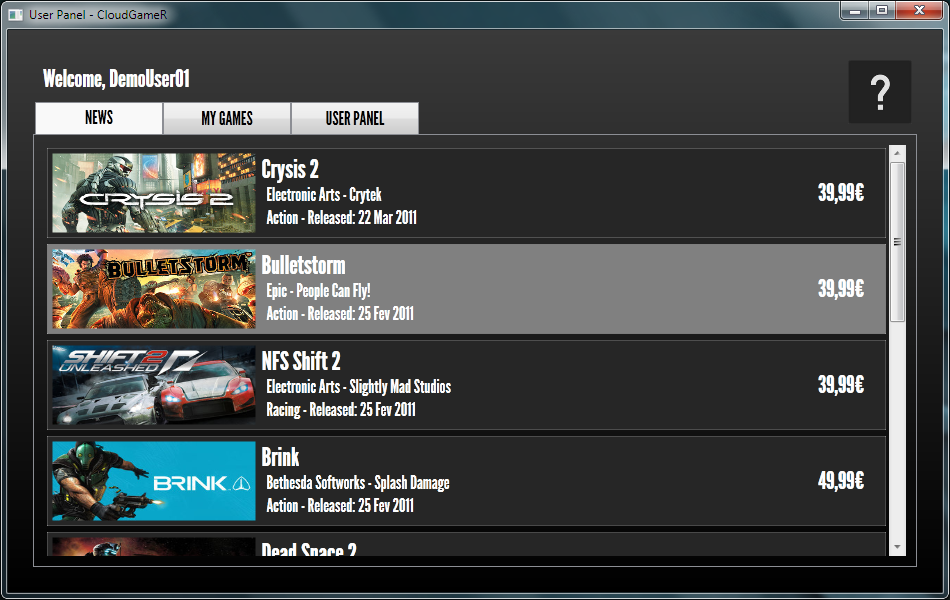 User Panel - CloudGameR
Welcome, DemoUser01
?
NEWS
MY GAMES
USER PANEL
CRYSIS 2
Crysis 2
Electronic Arts - Crytek
Action - Released: 22 Mar 2011
39,99€
BULLETSTORM
Bulletstorm
Epic - People Can Fly!
Action - Released: 25 Fev 2011
39,99€
SHIFT 2
UNLEASHED
NFS Shift 2
Electronic Arts - Slightly Mad Studios
Racing - Released: 25 Fev 2011
39,99€
BRINK
Brink
Bethesda Softworks - Splash Damage
Action - Released: 25 Fev 2011
49,99€
Dead Space 2